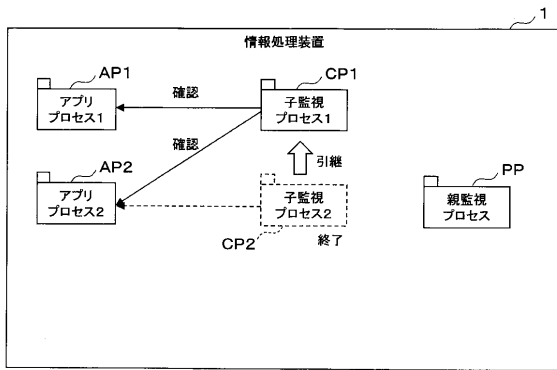 1
情報処理装置
AP1
アプリ
プロセス1
確認
CP1
子監視
プロセス1
確認
AP2
アプリ
プロセス2
引継
子監視
プロセス2
CP2
終了
PP
親監視
プロセス